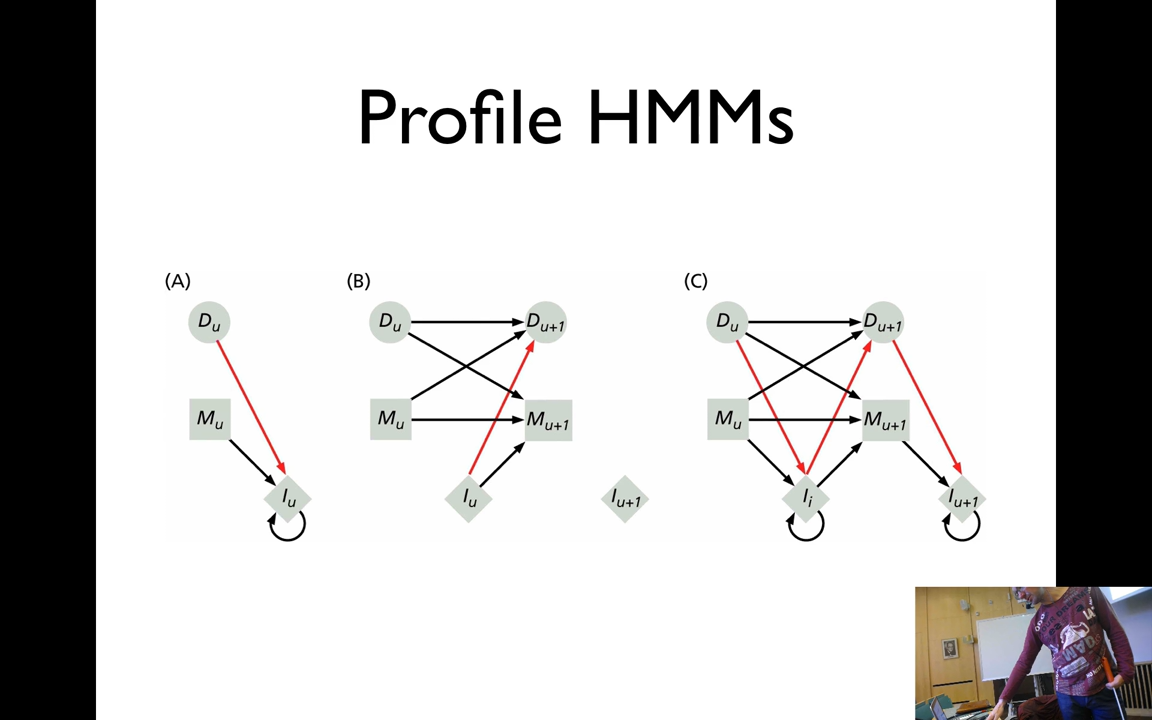 Profile HMMs
(A) (B) (C)
Du Du Du+1 Du Du+1
Mu Mu Mu+1 Mu Mu+1
Iu Iu Iu+1 Ii Iu+1